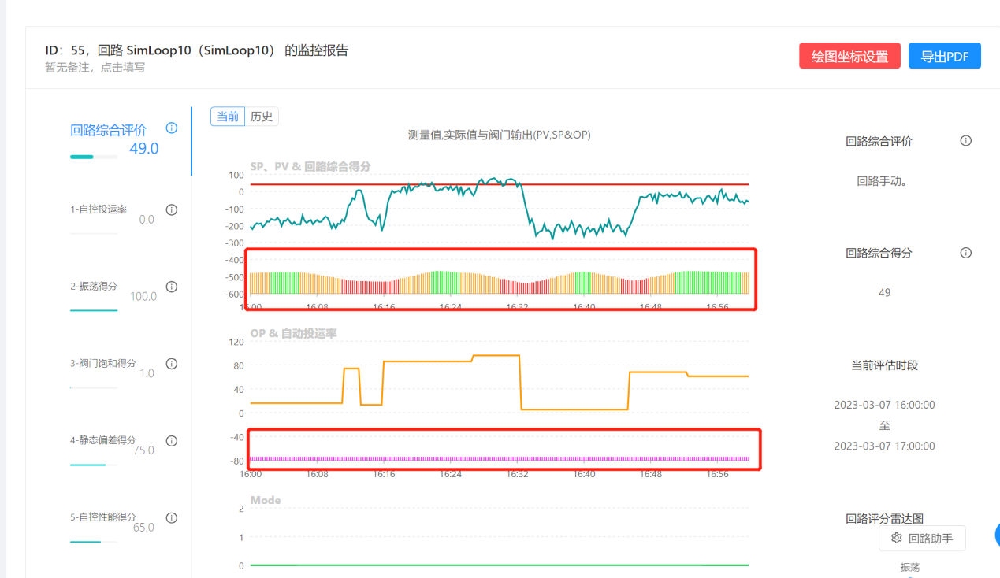 ID：55，回路 SimLoop10（SimLoop10） 的监控报告
暂无备注，点击填写
绘图坐标设置
导出PDF
回路综合评价
49.0
1-自控投运率
0.0
2-振荡得分
100.0
3-阀门饱和得分
1.0
4-静态偏差得分
75.0
5-自控性能得分
65.0
当前
历史
测量值,实际值与阀门输出(PV,SP&OP)
SP、PV & 回路综合得分
100
0
-100
-200
-300
-400
-500
-600
16:00 16:08 16:16 16:24 16:32 16:40 16:48 16:56
OP & 自动投运率
120
80
40
0
-40
-80
16:00 16:08 16:16 16:24 16:32 16:40 16:48 16:56
Mode
2
1
0
回路综合评价
回路手动。
回路综合得分
49
当前评估时段
2023-03-07 16:00:00
至
2023-03-07 17:00:00
回路评分雷达图
回路助手
振荡